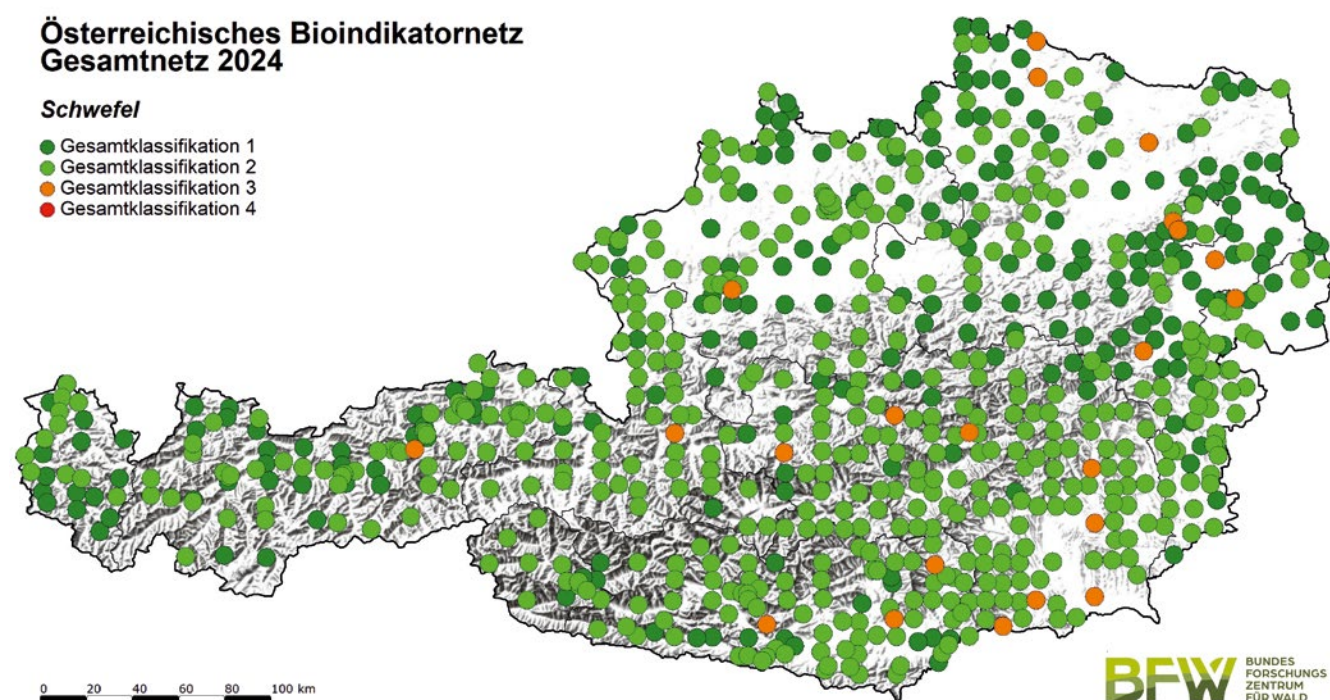 Österreichisches Bioindikatornetz
Gesamtnetz 2024
Schwefel
Gesamtklassifikation 1
Gesamtklassifikation 2
Gesamtklassifikation 3
Gesamtklassifikation 4
0 20 40 60 80 100 km
BFW
BUNDES
FORSCHUNGS
ZENTRUM
FÜR WALD